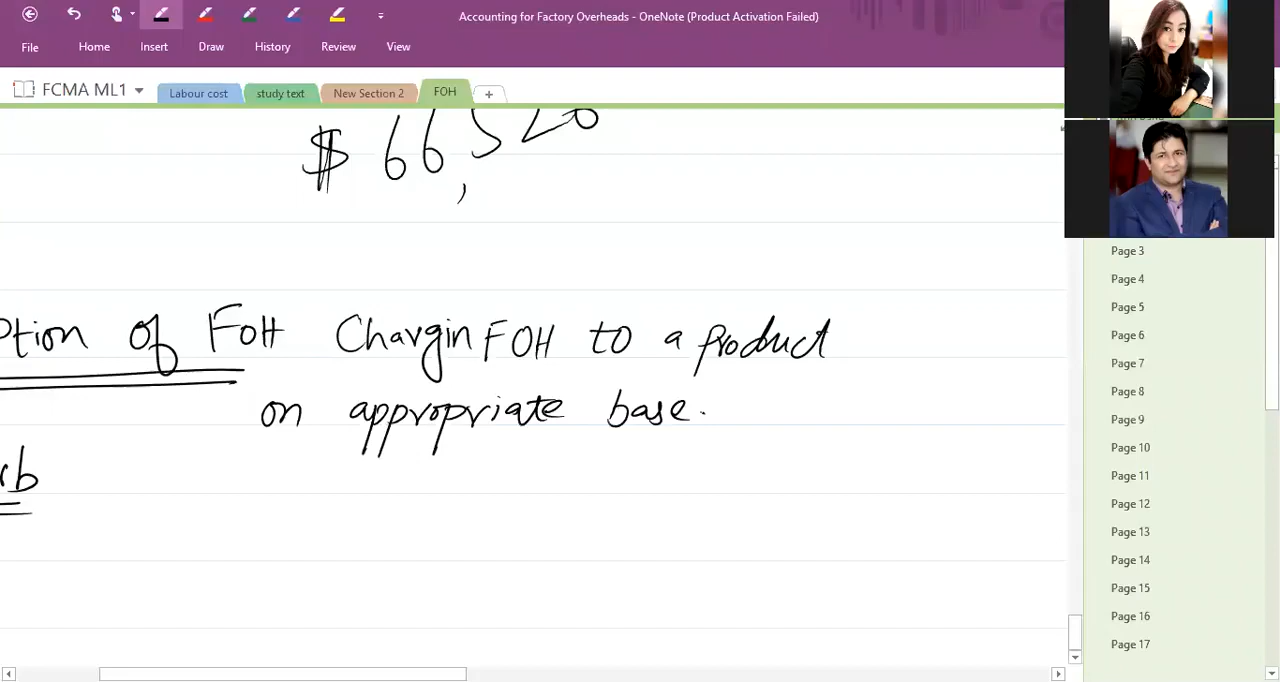 Accounting for Factory Overheads - OneNote (Product Activation Failed)
File Home Insert Draw History Review View
FCMA ML1 Labour cost study text New Section 2 FOH
$ 66,520
ption of FOH Chargin FOH to a product
on appropriate base.
rb
Page 3
Page 4
Page 5
Page 6
Page 7
Page 8
Page 9
Page 10
Page 11
Page 12
Page 13
Page 14
Page 15
Page 16
Page 17